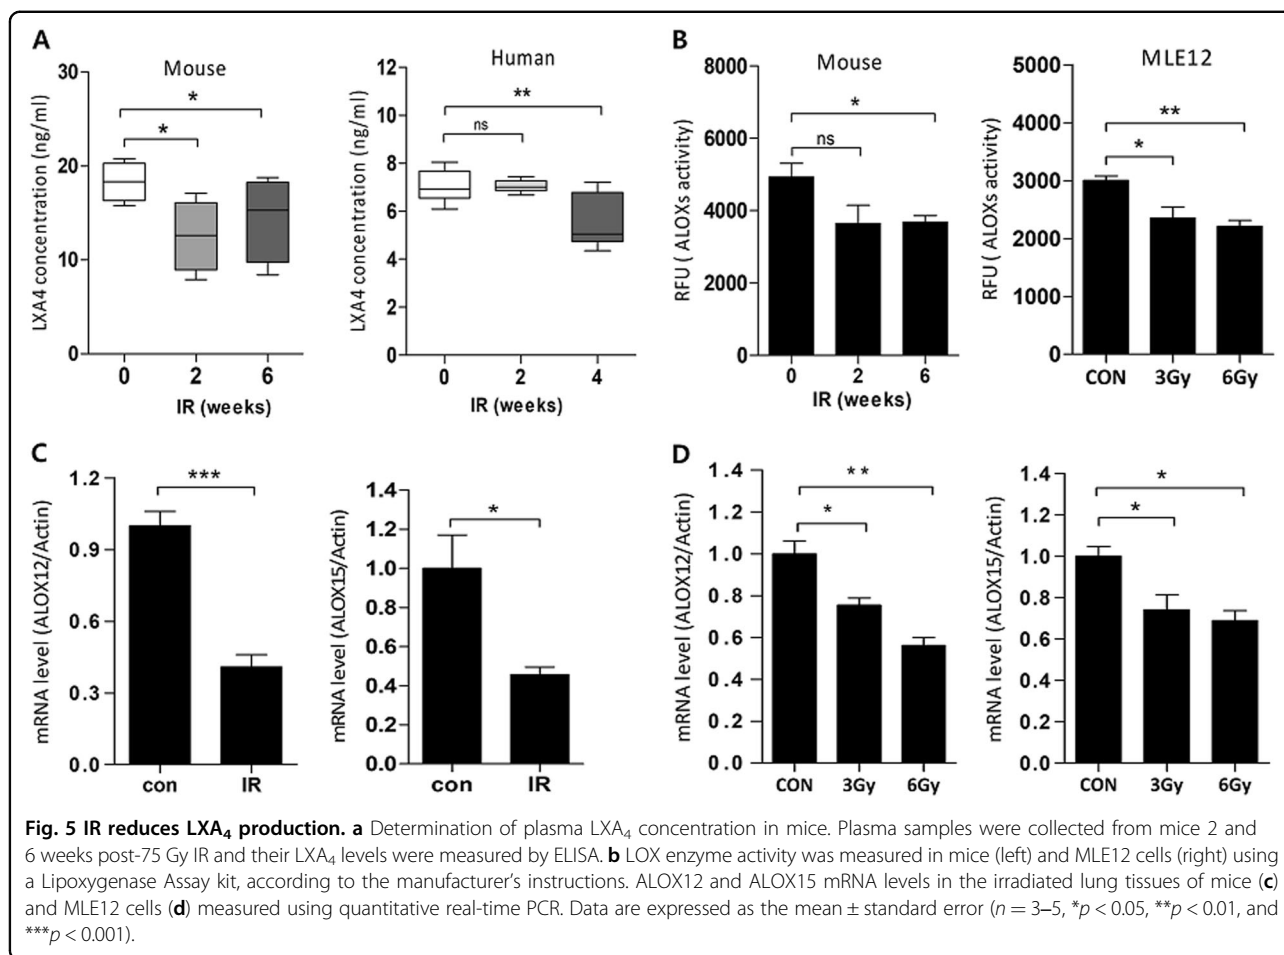 A
Mouse
LXA4 concentration (ng/ml)
30
20
10
0
*
*
0 2 6
IR (weeks)
Human
LXA4 concentration (ng/ml)
12
10
8
6
4
2
0
**
ns
0 2 4
IR (weeks)
B
Mouse
RFU ( ALOXs activity)
8000
6000
4000
2000
0
*
ns
0 2 6
IR (weeks)
MLE12
RFU ( ALOXs activity)
5000
4000
3000
2000
1000
0
**
*
CON 3Gy 6Gy
C
mRNA level (ALOX12/Actin)
1.2
0.9
0.6
0.3
0.0
***
con IR
mRNA level (ALOX15/Actin)
1.4
1.2
1.0
0.8
0.6
0.4
0.2
0.0
*
con IR
D
mRNA level (ALOX12/Actin)
1.4
1.2
1.0
0.8
0.6
0.4
0.2
0.0
**
*
CON 3Gy 6Gy
mRNA level (ALOX15/Actin)
1.4
1.2
1.0
0.8
0.6
0.4
0.2
0.0
*
*
CON 3Gy 6Gy
Fig. 5 IR reduces LXA₄ production. a Determination of plasma LXA₄ concentration in mice. Plasma samples were collected from mice 2 and
6 weeks post-75 Gy IR and their LXA₄ levels were measured by ELISA. b LOX enzyme activity was measured in mice (left) and MLE12 cells (right) using
a Lipoxygenase Assay kit, according to the manufacturer's instructions. ALOX12 and ALOX15 mRNA levels in the irradiated lung tissues of mice (c)
and MLE12 cells (d) measured using quantitative real-time PCR. Data are expressed as the mean ± standard error (n = 3–5, *p < 0.05, **p < 0.01, and
***p < 0.001).